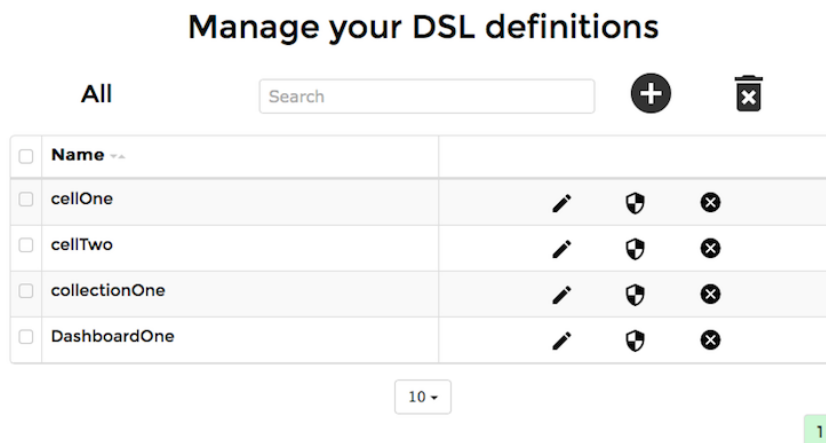 Manage your DSL definitions
All Search
Name
cellOne
cellTwo
collectionOne
DashboardOne
10
1